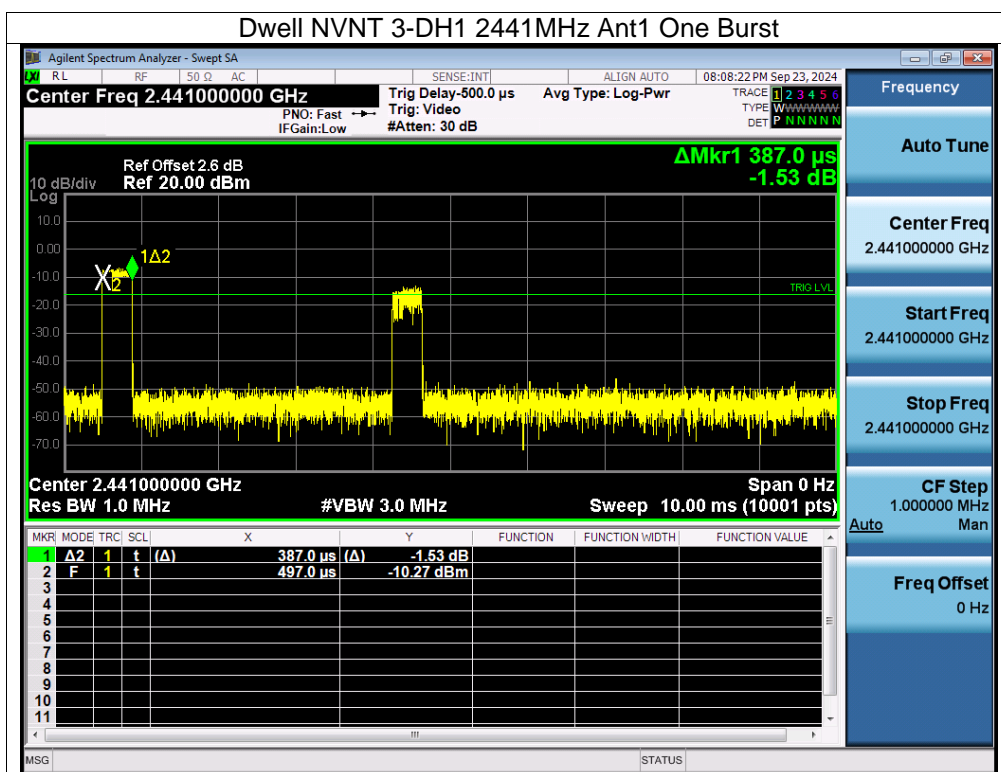 Dwell NVNT 3-DH1 2441MHz Ant1 One Burst
Agilent Spectrum Analyzer - Swept SA
LXI RL RF 50 Ω AC SENSE:INT ALIGN AUTO 08:08:22 PM Sep 23, 2024
Center Freq 2.441000000 GHz Trig Delay-500.0 µs Avg Type: Log-Pwr TRACE 1 2 3 4 5 6
PNO: Fast Trig: Video TYPE WWWWWWW
IFGain:Low #Atten: 30 dB DET P N N N N N
Frequency
Auto Tune
Center Freq
2.441000000 GHz
Start Freq
2.441000000 GHz
Stop Freq
2.441000000 GHz
CF Step
1.000000 MHz
Auto Man
Freq Offset
0 Hz
ΔMkr1 387.0 µs
-1.53 dB
Ref Offset 2.6 dB
10 dB/div Ref 20.00 dBm
Log
10.0
0.00
-10.0
-20.0
-30.0
-40.0
-50.0
-60.0
-70.0
1Δ2
X2
TRIG LVL
Center 2.441000000 GHz Span 0 Hz
Res BW 1.0 MHz #VBW 3.0 MHz Sweep 10.00 ms (10001 pts)
MKR MODE TRC SCL X Y FUNCTION FUNCTION WIDTH FUNCTION VALUE
1 Δ2 1 t (Δ) 387.0 µs (Δ) -1.53 dB
2 F 1 t 497.0 µs -10.27 dBm
3
4
5
6
7
8
9
10
11
MSG STATUS